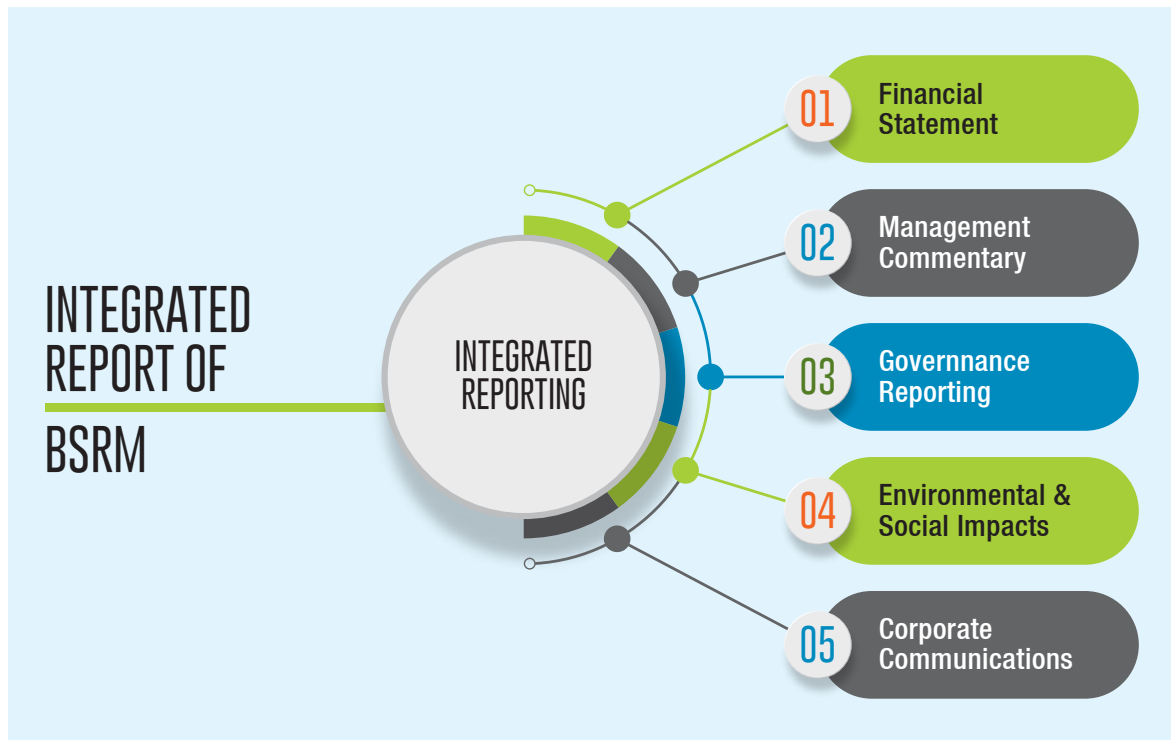 INTEGRATED
REPORT OF
BSRM
INTEGRATED
REPORTING
01
Financial
Statement
02
Management
Commentary
03
Governnance
Reporting
04
Environmental &
Social Impacts
05
Corporate
Communications